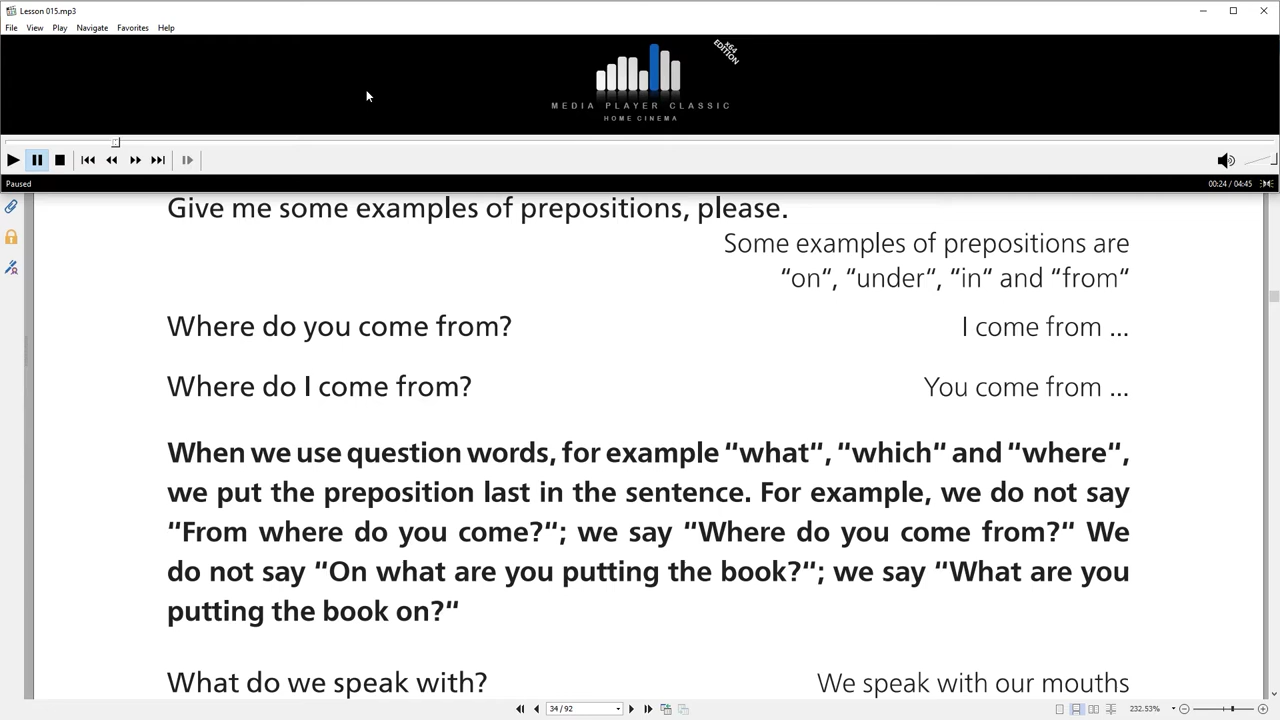 Lesson 015.mp3
File View Play Navigate Favorites Help
x64
EDITION
MEDIA PLAYER CLASSIC
HOME CINEMA
Paused
00:24 / 04:45
Give me some examples of prepositions, please.
Some examples of prepositions are
“on“, “under“, “in“ and “from“
Where do you come from? I come from ...
Where do I come from? You come from ...
When we use question words, for example “what“, “which“ and “where“,
we put the preposition last in the sentence. For example, we do not say
“From where do you come?“; we say “Where do you come from?“ We
do not say “On what are you putting the book?“; we say “What are you
putting the book on?“
What do we speak with? We speak with our mouths
34 / 92
232.53%